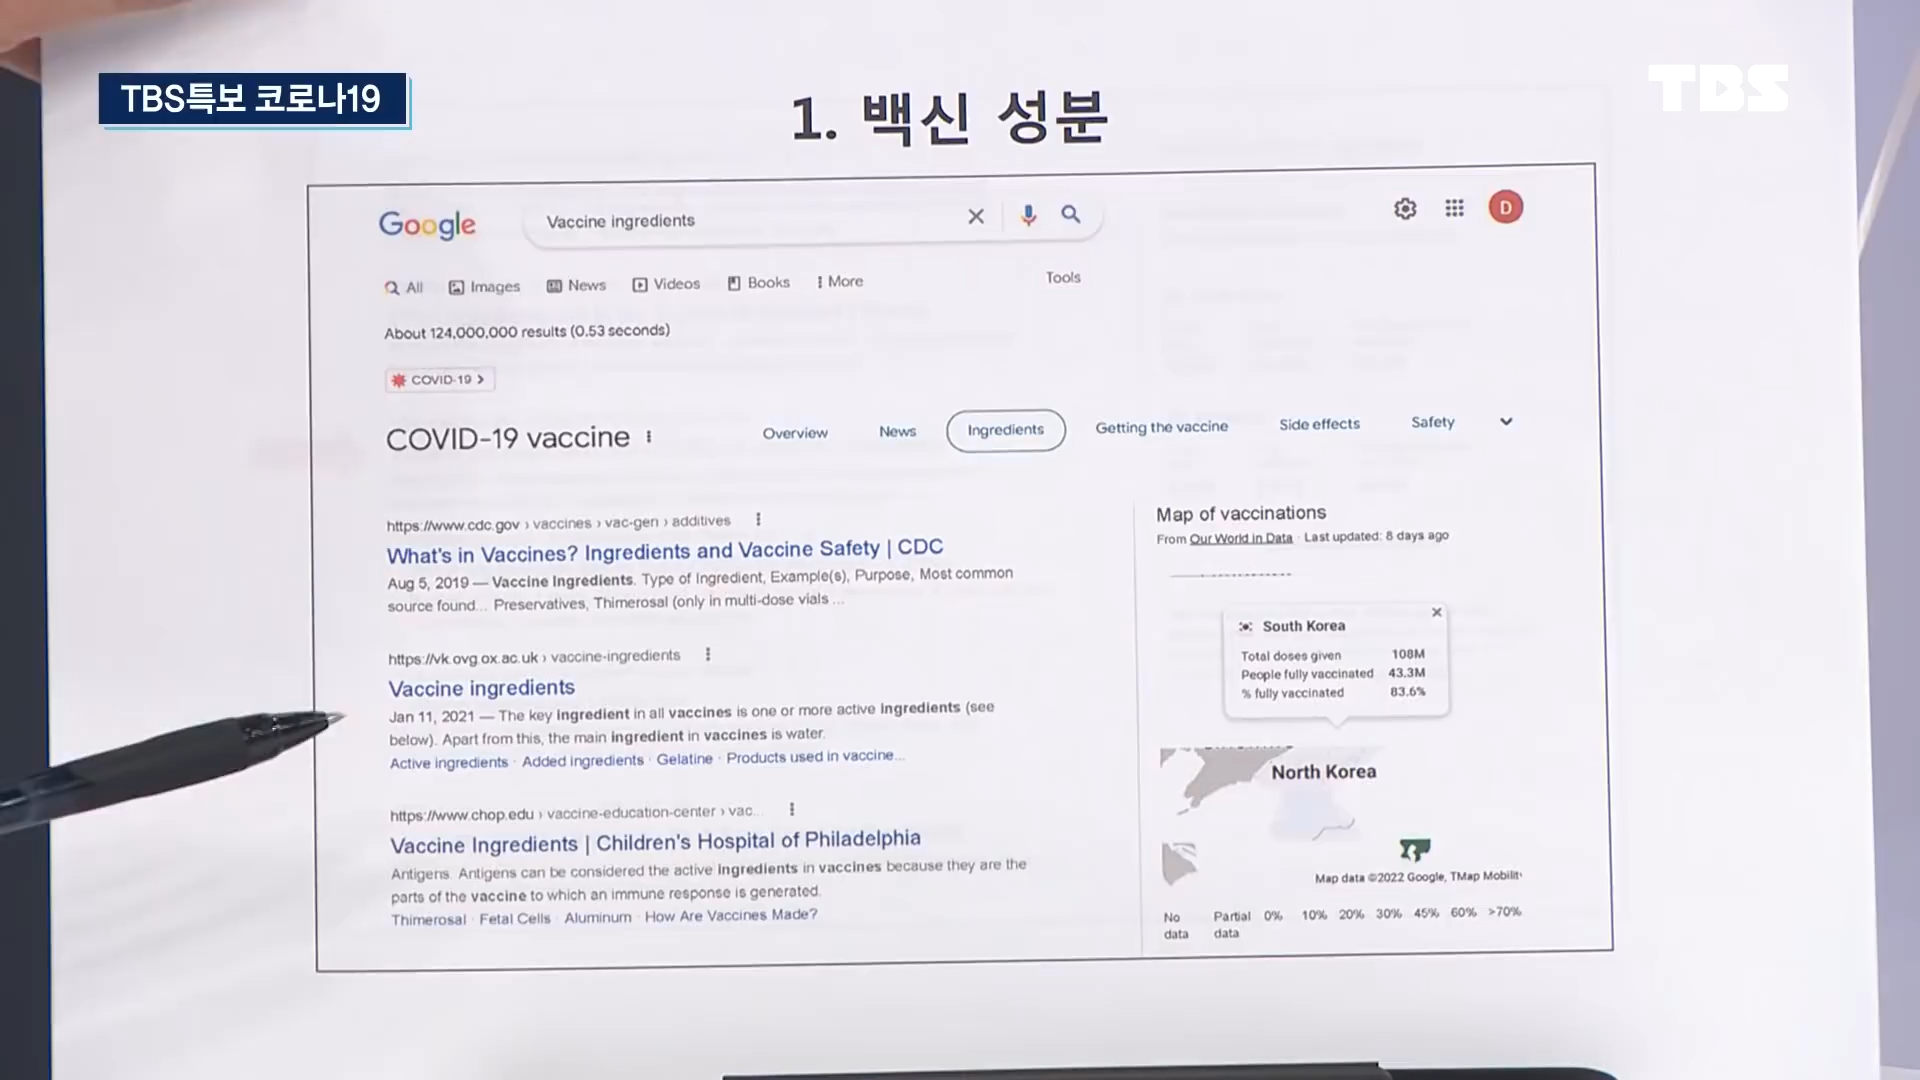 TBS특보 코로나19
TBS
1. 백신 성분
Google
Vaccine ingredients
D
All Images News Videos Books More Tools
About 124,000,000 results (0.53 seconds)
COVID-19
COVID-19 vaccine
Overview News Ingredients Getting the vaccine Side effects Safety
https://www.cdc.gov › vaccines › vac-gen › additives
What's in Vaccines? Ingredients and Vaccine Safety | CDC
Aug 5, 2019 — Vaccine Ingredients. Type of Ingredient, Example(s), Purpose, Most common
source found... Preservatives, Thimerosal (only in multi-dose vials ...
https://vk.ovg.ox.ac.uk › vaccine-ingredients
Vaccine ingredients
Jan 11, 2021 — The key ingredient in all vaccines is one or more active ingredients (see
below). Apart from this, the main ingredient in vaccines is water.
Active ingredients · Added ingredients · Gelatine · Products used in vaccine...
https://www.chop.edu › vaccine-education-center › vac...
Vaccine Ingredients | Children's Hospital of Philadelphia
Antigens. Antigens can be considered the active ingredients in vaccines because they are the
parts of the vaccine to which an immune response is generated.
Thimerosal · Fetal Cells · Aluminum · How Are Vaccines Made?
Map of vaccinations
From Our World in Data · Last updated: 8 days ago
South Korea
Total doses given 108M
People fully vaccinated 43.3M
% fully vaccinated 83.6%
North Korea
Map data ©2022 Google, TMap Mobilit
No data Partial data 0% 10% 20% 30% 45% 60% >70%